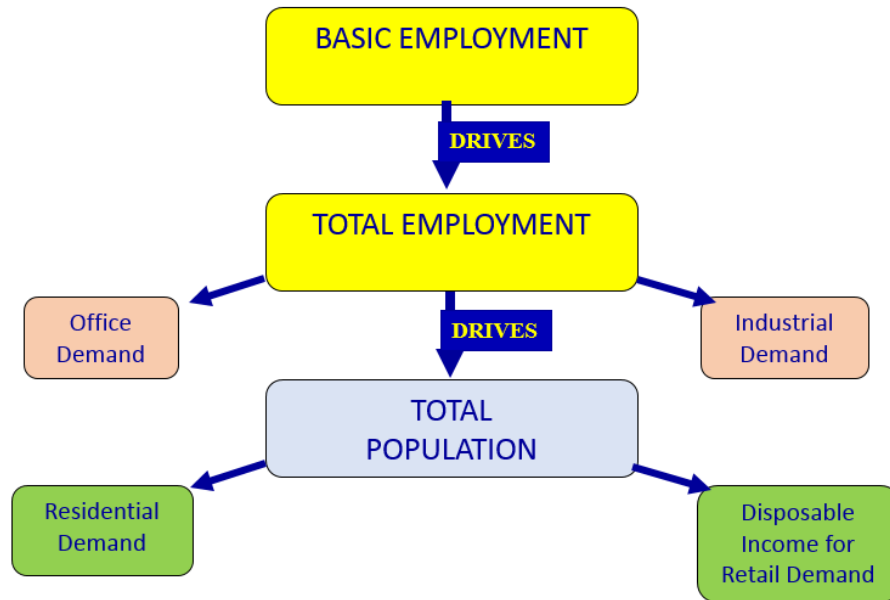 BASIC EMPLOYMENT
DRIVES
TOTAL EMPLOYMENT
Office
Demand
Industrial
Demand
DRIVES
TOTAL
POPULATION
Residential
Demand
Disposable
Income for
Retail Demand